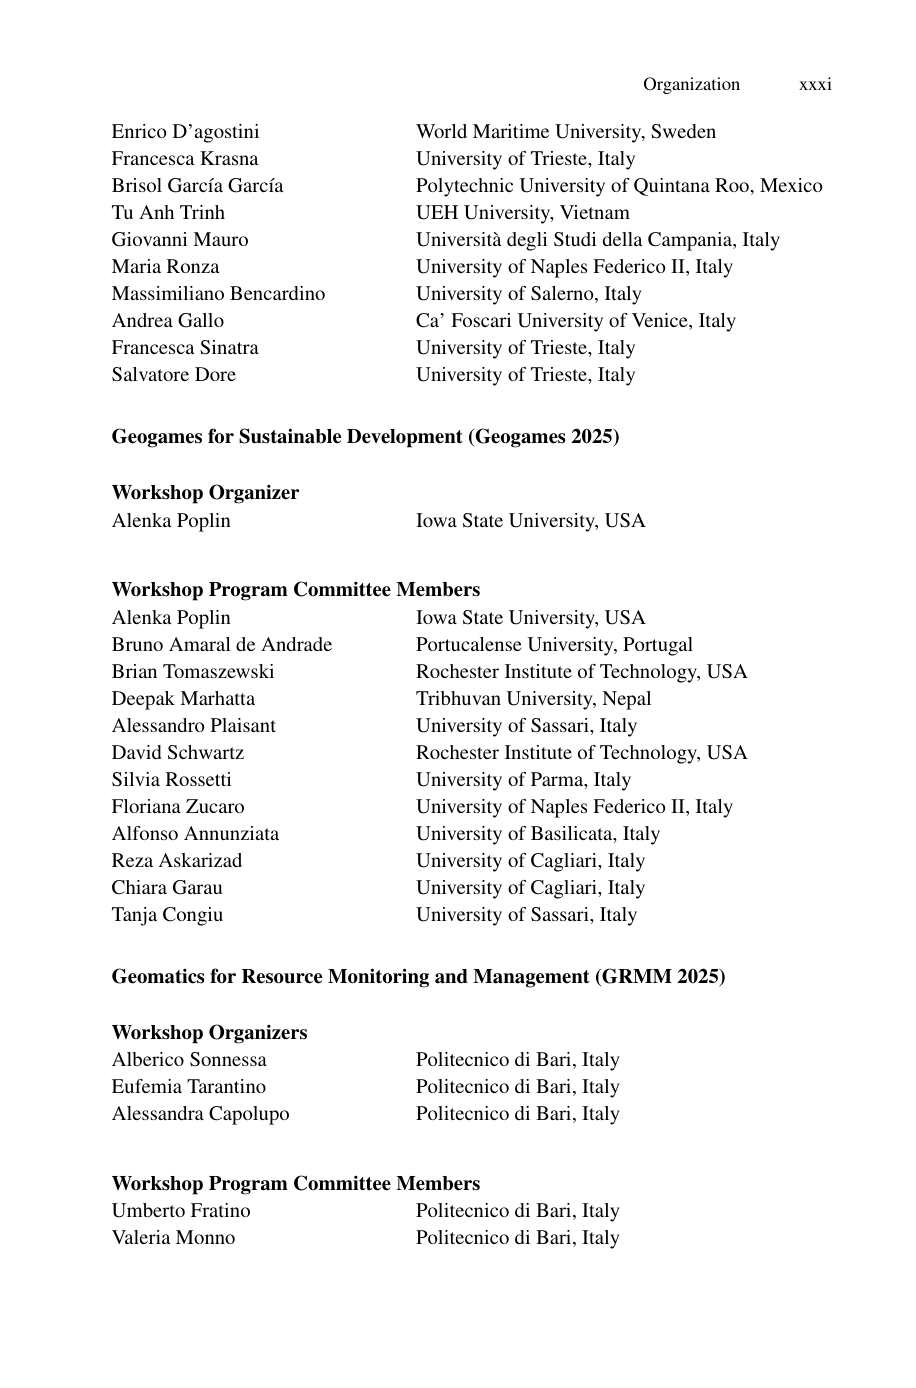 Organization xxxi
Enrico D’agostini World Maritime University, Sweden
Francesca Krasna University of Trieste, Italy
Brisol García García Polytechnic University of Quintana Roo, Mexico
Tu Anh Trinh UEH University, Vietnam
Giovanni Mauro Università degli Studi della Campania, Italy
Maria Ronza University of Naples Federico II, Italy
Massimiliano Bencardino University of Salerno, Italy
Andrea Gallo Ca’ Foscari University of Venice, Italy
Francesca Sinatra University of Trieste, Italy
Salvatore Dore University of Trieste, Italy
Geogames for Sustainable Development (Geogames 2025)
Workshop Organizer
Alenka Poplin Iowa State University, USA
Workshop Program Committee Members
Alenka Poplin Iowa State University, USA
Bruno Amaral de Andrade Portucalense University, Portugal
Brian Tomaszewski Rochester Institute of Technology, USA
Deepak Marhatta Tribhuvan University, Nepal
Alessandro Plaisant University of Sassari, Italy
David Schwartz Rochester Institute of Technology, USA
Silvia Rossetti University of Parma, Italy
Floriana Zucaro University of Naples Federico II, Italy
Alfonso Annunziata University of Basilicata, Italy
Reza Askarizad University of Cagliari, Italy
Chiara Garau University of Cagliari, Italy
Tanja Congiu University of Sassari, Italy
Geomatics for Resource Monitoring and Management (GRMM 2025)
Workshop Organizers
Alberico Sonnessa Politecnico di Bari, Italy
Eufemia Tarantino Politecnico di Bari, Italy
Alessandra Capolupo Politecnico di Bari, Italy
Workshop Program Committee Members
Umberto Fratino Politecnico di Bari, Italy
Valeria Monno Politecnico di Bari, Italy